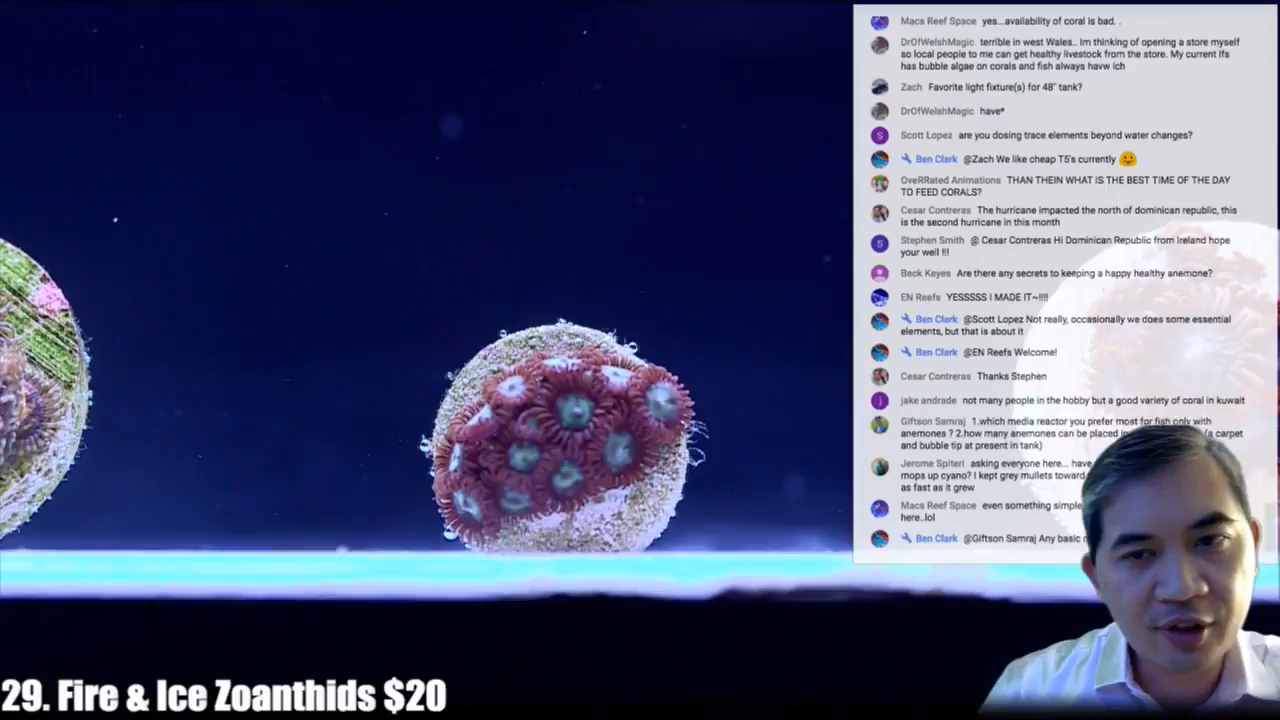 Macs Reef Space yes...availability of coral is bad. .
DrOfWelshMagic terrible in west Wales.. Im thinking of opening a store myself
so local people to me can get healthy livestock from the store. My current lfs
has bubble algae on corals and fish always havw ich
Zach Favorite light fixture(s) for 48" tank?
DrOfWelshMagic have*
S Scott Lopez are you dosing trace elements beyond water changes?
Ben Clark @Zach We like cheap T5's currently
OveRRated Animations THAN THEIN WHAT IS THE BEST TIME OF THE DAY
TO FEED CORALS?
Cesar Contreras The hurricane impacted the north of dominican republic, this
is the second hurricane in this month
S Stephen Smith @ Cesar Contreras Hi Dominican Republic from Ireland hope
your well !!!
Beck Keyes Are there any secrets to keeping a happy healthy anemone?
EN Reefs YESSSSS I MADE IT~!!!!
Ben Clark @Scott Lopez Not really, occasionally we does some essential
elements, but that is about it
Ben Clark @EN Reefs Welcome!
Cesar Contreras Thanks Stephen
j jake andrade not many people in the hobby but a good variety of coral in kuwait
Giftson Samraj 1.which media reactor you prefer most for fish only with
anemones ? 2.how many anemones can be placed in (a carpet
and bubble tip at present in tank)
Jerome Spiteri asking everyone here... have
mops up cyano? I kept grey mullets toward
as fast as it grew
Macs Reef Space even something simple
here..lol
Ben Clark @Giftson Samraj Any basic
29. Fire & Ice Zoanthids $20